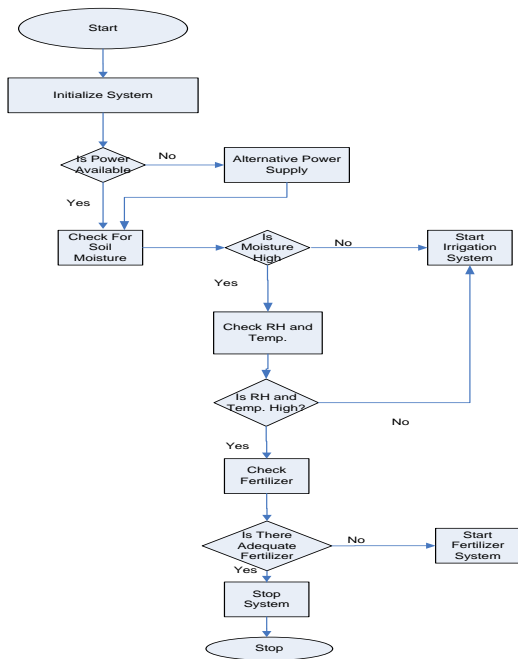 Start
Initialize System
Is Power
Available
No
Alternative Power
Supply
Yes
Check For
Soil
Moisture
Is
Moisture
High
No
Start
Irrigation
System
Yes
Check RH and
Temp.
Is RH and
Temp. High?
No
Yes
Check
Fertilizer
Is There
Adequate
Fertilizer
No
Start
Fertilizer
System
Yes
Stop
System
Stop